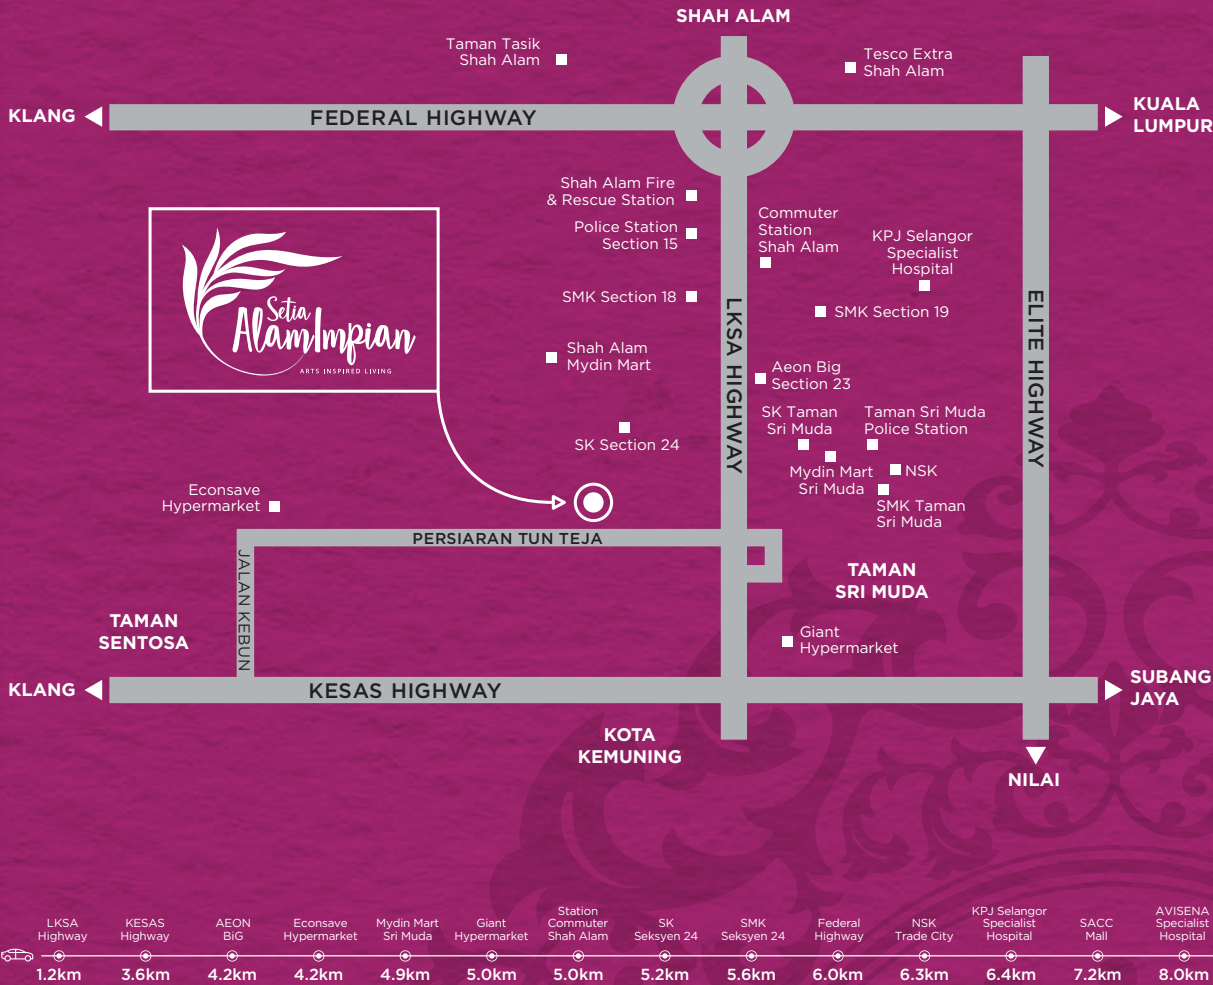 SHAH ALAM
Taman Tasik
Shah Alam
Tesco Extra
Shah Alam
KLANG
FEDERAL HIGHWAY
KUALA
LUMPUR
Shah Alam Fire
& Rescue Station
Police Station
Section 15
Commuter
Station
Shah Alam
KPJ Selangor
Specialist
Hospital
SMK Section 18
SMK Section 19
Setia
AlamImpian
ARTS INSPIRED LIVING
LKSA HIGHWAY
ELITE HIGHWAY
Shah Alam
Mydin Mart
Aeon Big
Section 23
SK Taman
Sri Muda
Taman Sri Muda
Police Station
SK Section 24
Mydin Mart
Sri Muda
NSK
SMK Taman
Sri Muda
Econsave
Hypermarket
PERSIARAN TUN TEJA
JALAN KEBUN
TAMAN
SRI MUDA
TAMAN
SENTOSA
Giant
Hypermarket
KLANG
KESAS HIGHWAY
SUBANG
JAYA
KOTA
KEMUNING
NILAI
LKSA
Highway
1.2km
KESAS
Highway
3.6km
AEON
BiG
4.2km
Econsave
Hypermarket
4.2km
Mydin Mart
Sri Muda
4.9km
Giant
Hypermarket
5.0km
Station
Commuter
Shah Alam
5.0km
SK
Seksyen 24
5.2km
SMK
Seksyen 24
5.6km
Federal
Highway
6.0km
NSK
Trade City
6.3km
KPJ Selangor
Specialist
Hospital
6.4km
SACC
Mall
7.2km
AVISENA
Specialist
Hospital
8.0km